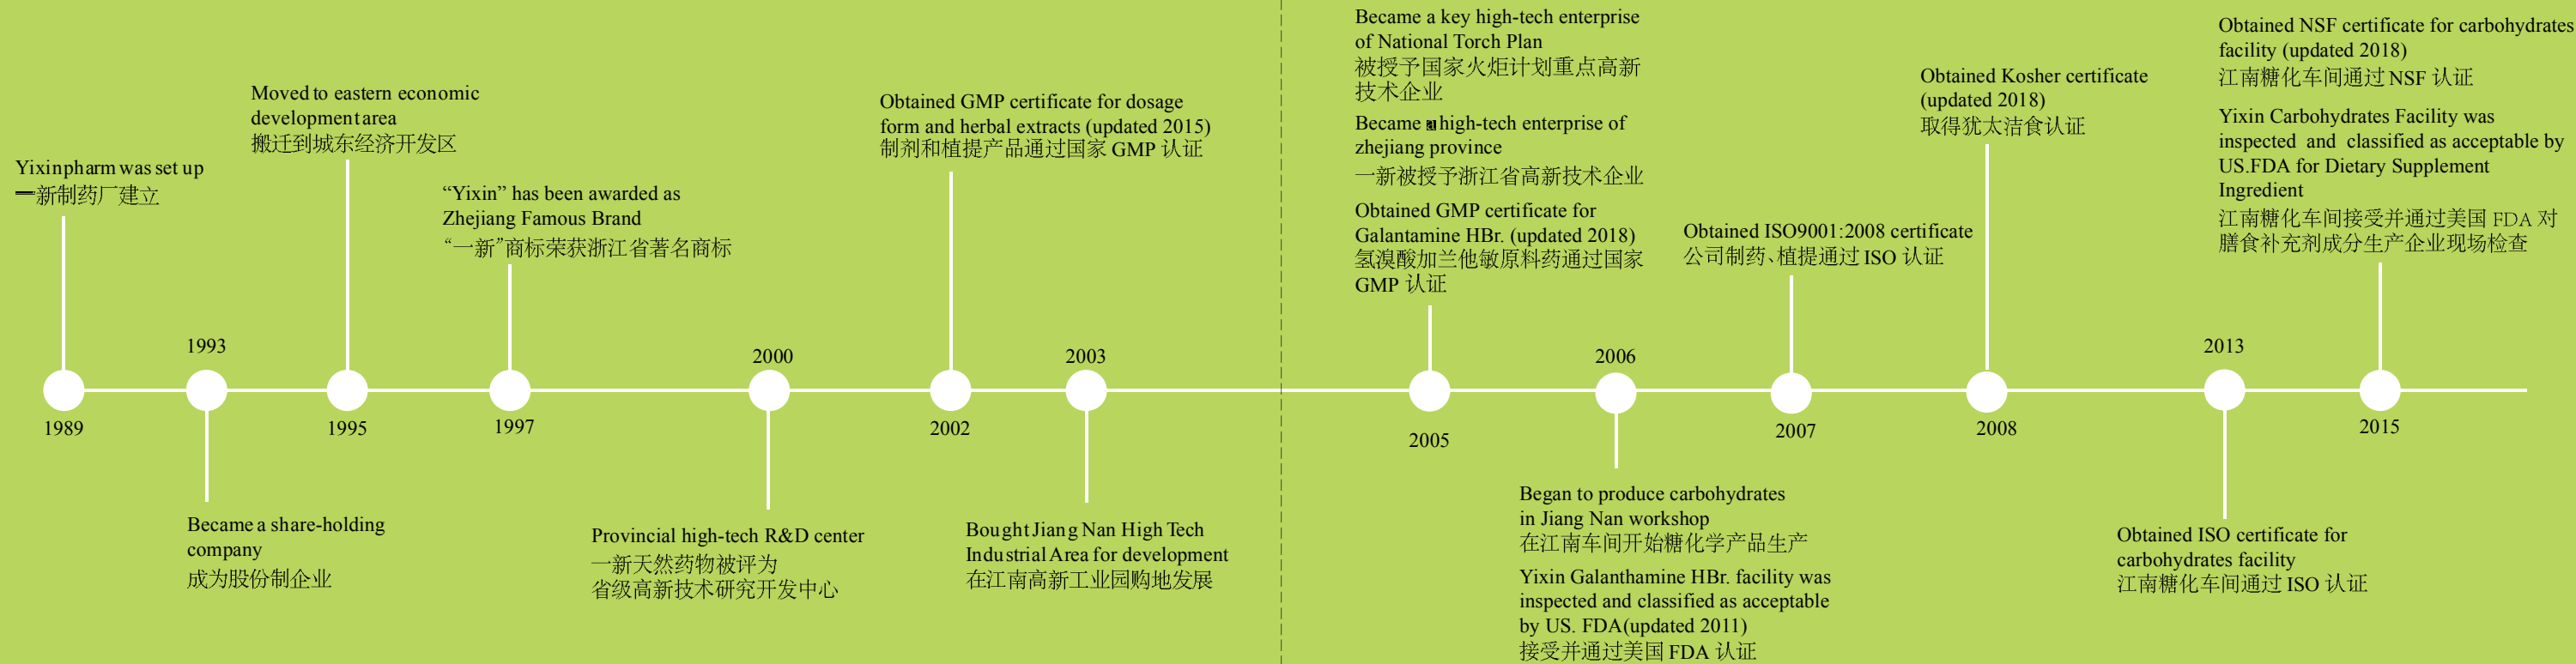 Yixinpharm was set up
一新制药厂建立
1989
1993
Became a share-holding
company
成为股份制企业
Moved to eastern economic
development area
搬迁到城东经济开发区
1995
“Yixin” has been awarded as
Zhejiang Famous Brand
“一新”商标荣获浙江省著名商标
1997
2000
Provincial high-tech R&D center
一新天然药物被评为
省级高新技术研究开发中心
Obtained GMP certificate for dosage
form and herbal extracts (updated 2015)
制剂和植提产品通过国家 GMP 认证
2002
2003
Bought Jiang Nan High Tech
Industrial Area for development
在江南高新工业园购地发展
Became a key high-tech enterprise
of National Torch Plan
被授予国家火炬计划重点高新
技术企业
Became a high-tech enterprise of
zhejiang province
一新被授予浙江省高新技术企业
Obtained GMP certificate for
Galantamine HBr. (updated 2018)
氢溴酸加兰他敏原料药通过国家
GMP 认证
2005
2006
Began to produce carbohydrates
in Jiang Nan workshop
在江南车间开始糖化学产品生产
Yixin Galanthamine HBr. facility was
inspected and classified as acceptable
by US. FDA(updated 2011)
接受并通过美国 FDA 认证
Obtained ISO9001:2008 certificate
公司制药、植提通过 ISO 认证
2007
Obtained Kosher certificate
(updated 2018)
取得犹太洁食认证
2008
2013
Obtained ISO certificate for
carbohydrates facility
江南糖化车间通过 ISO 认证
Obtained NSF certificate for carbohydrates
facility (updated 2018)
江南糖化车间通过 NSF 认证
Yixin Carbohydrates Facility was
inspected and classified as acceptable by
US.FDA for Dietary Supplement
Ingredient
江南糖化车间接受并通过美国 FDA 对
膳食补充剂成分生产企业现场检查
2015